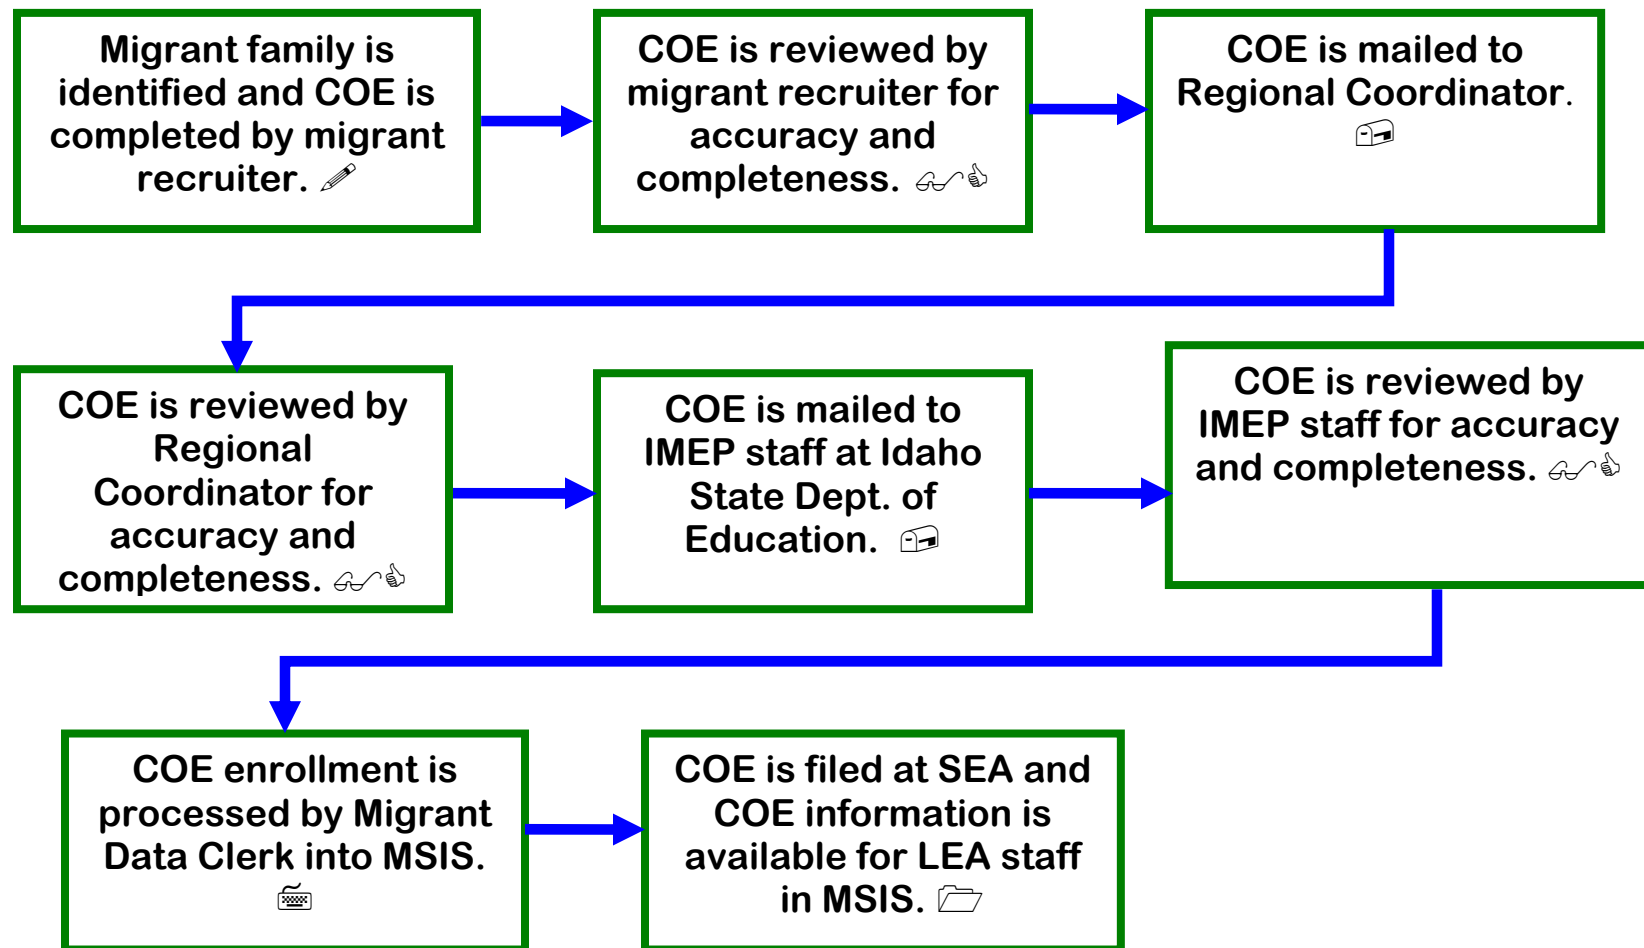 Migrant family is
identified and COE is
completed by migrant
recruiter.
COE is reviewed by
migrant recruiter for
accuracy and
completeness.
COE is mailed to
Regional Coordinator.
COE is reviewed by
Regional
Coordinator for
accuracy and
completeness.
COE is mailed to
IMEP staff at Idaho
State Dept. of
Education.
COE is reviewed by
IMEP staff for accuracy
and completeness.
COE enrollment is
processed by Migrant
Data Clerk into MSIS.
COE is filed at SEA and
COE information is
available for LEA staff
in MSIS.